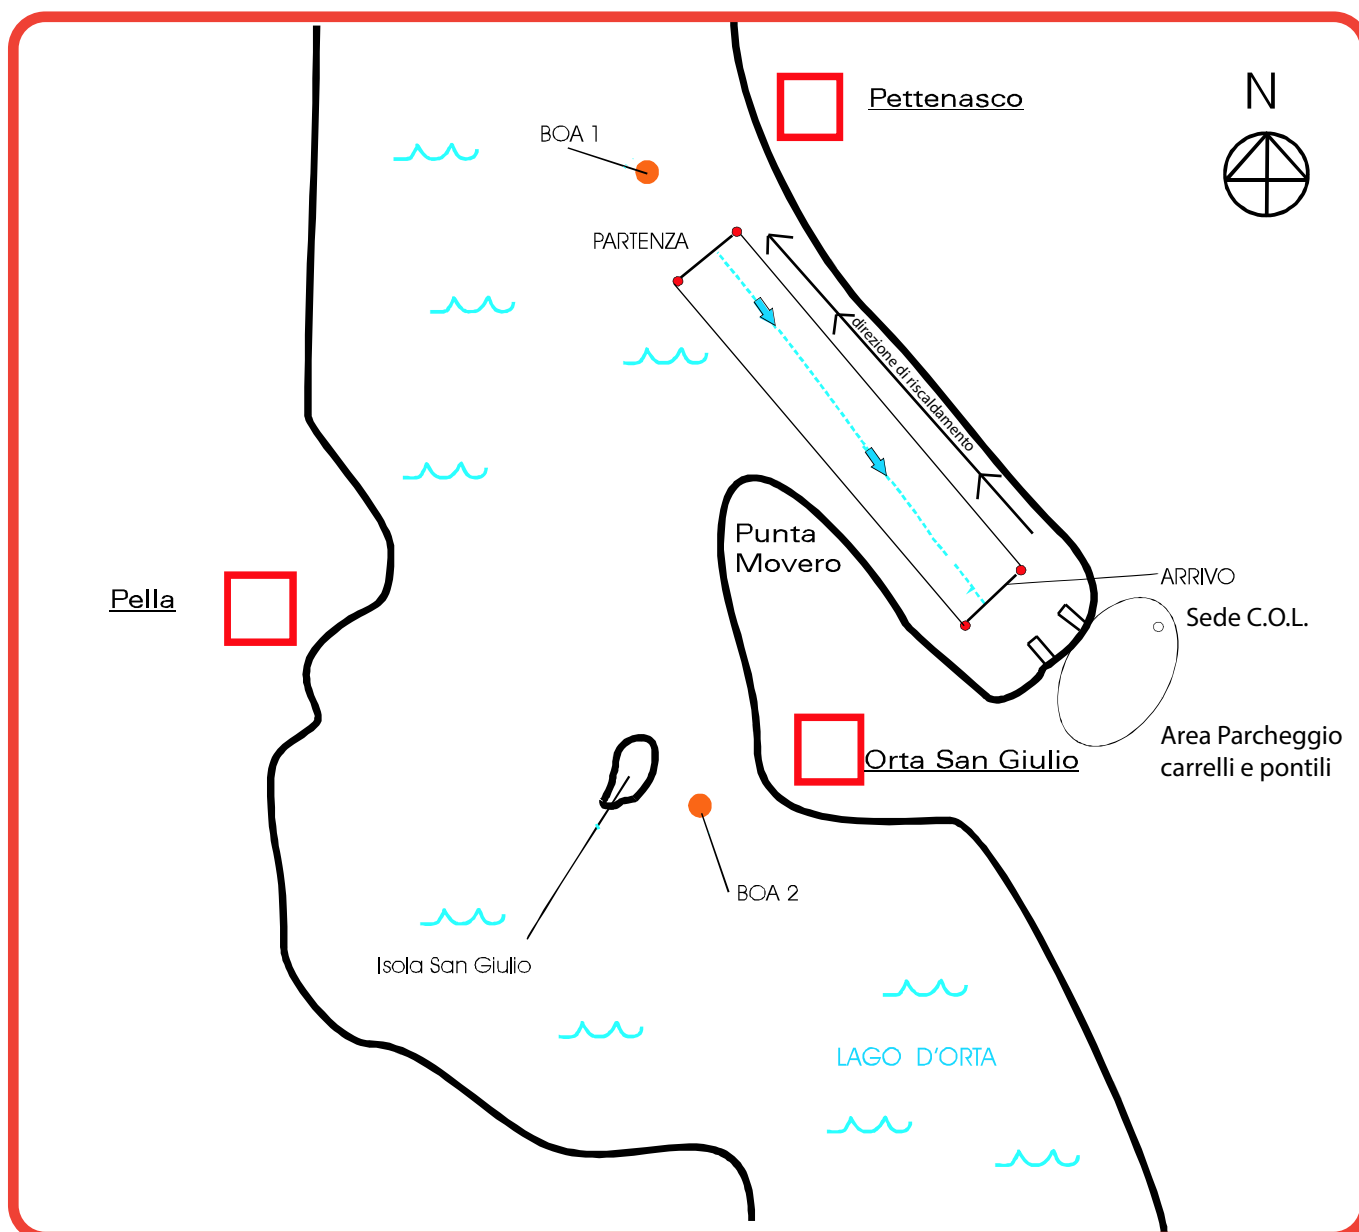 Pettenasco
N
BOA 1
PARTENZA
direzione di riscaldamento
Punta
Movero
ARRIVO
Pella
Sede C.O.L.
Area Parcheggio
carrelli e pontili
Orta San Giulio
BOA 2
Isola San Giulio
LAGO D'ORTA